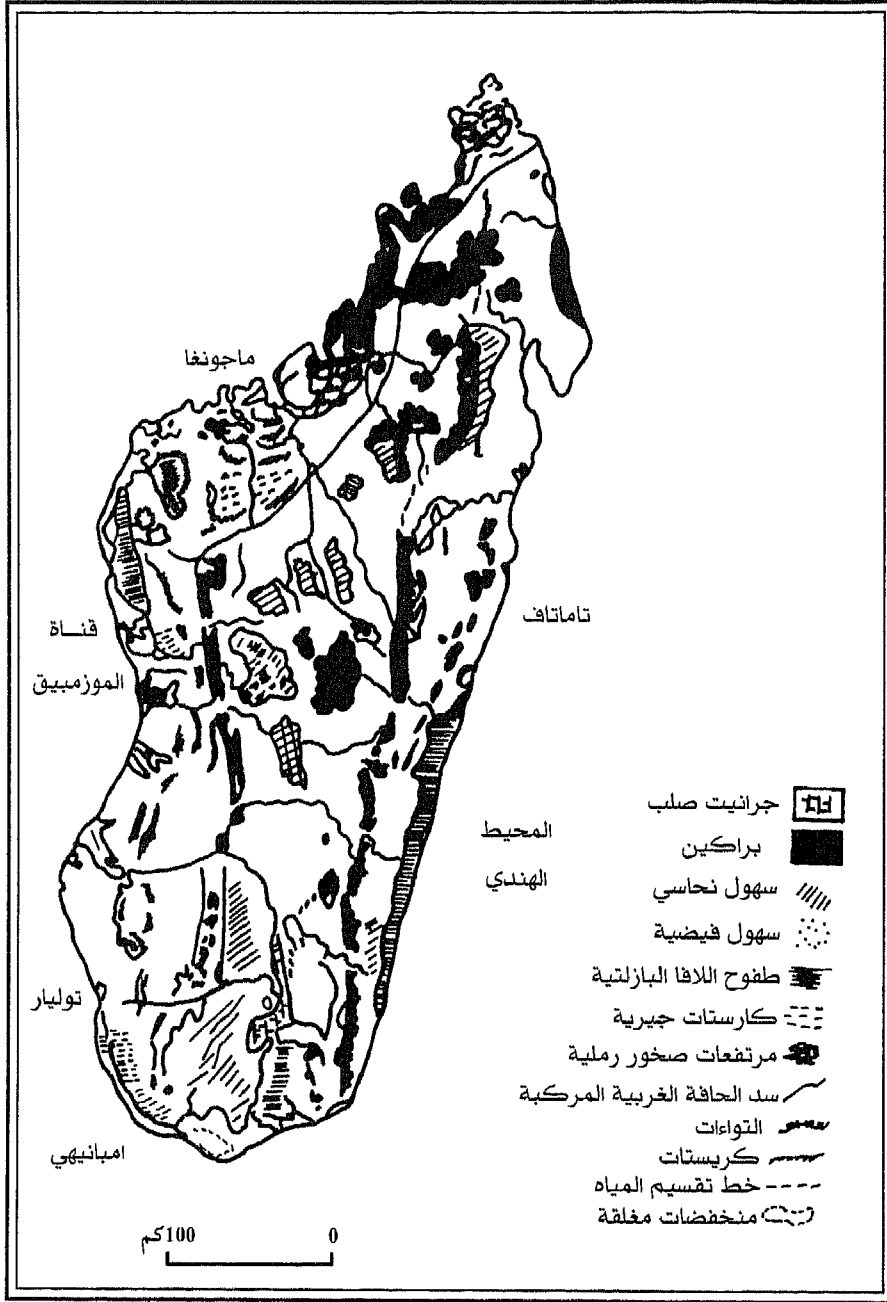 ماجونغا
تاماتاف
قناة
الموزمبيق
المحيط
الهندي
توليار
امبانيهي
جرانيت صلب
براكين
سهول نحاسي
سهول فيضية
طفوح اللافا البازلتية
كارستات جيرية
مرتفعات صخور رملية
سد الحافة الغربية المركبة
التواءات
كريستات
خط تقسيم المياه
منخفضات مغلقة
100كم 0